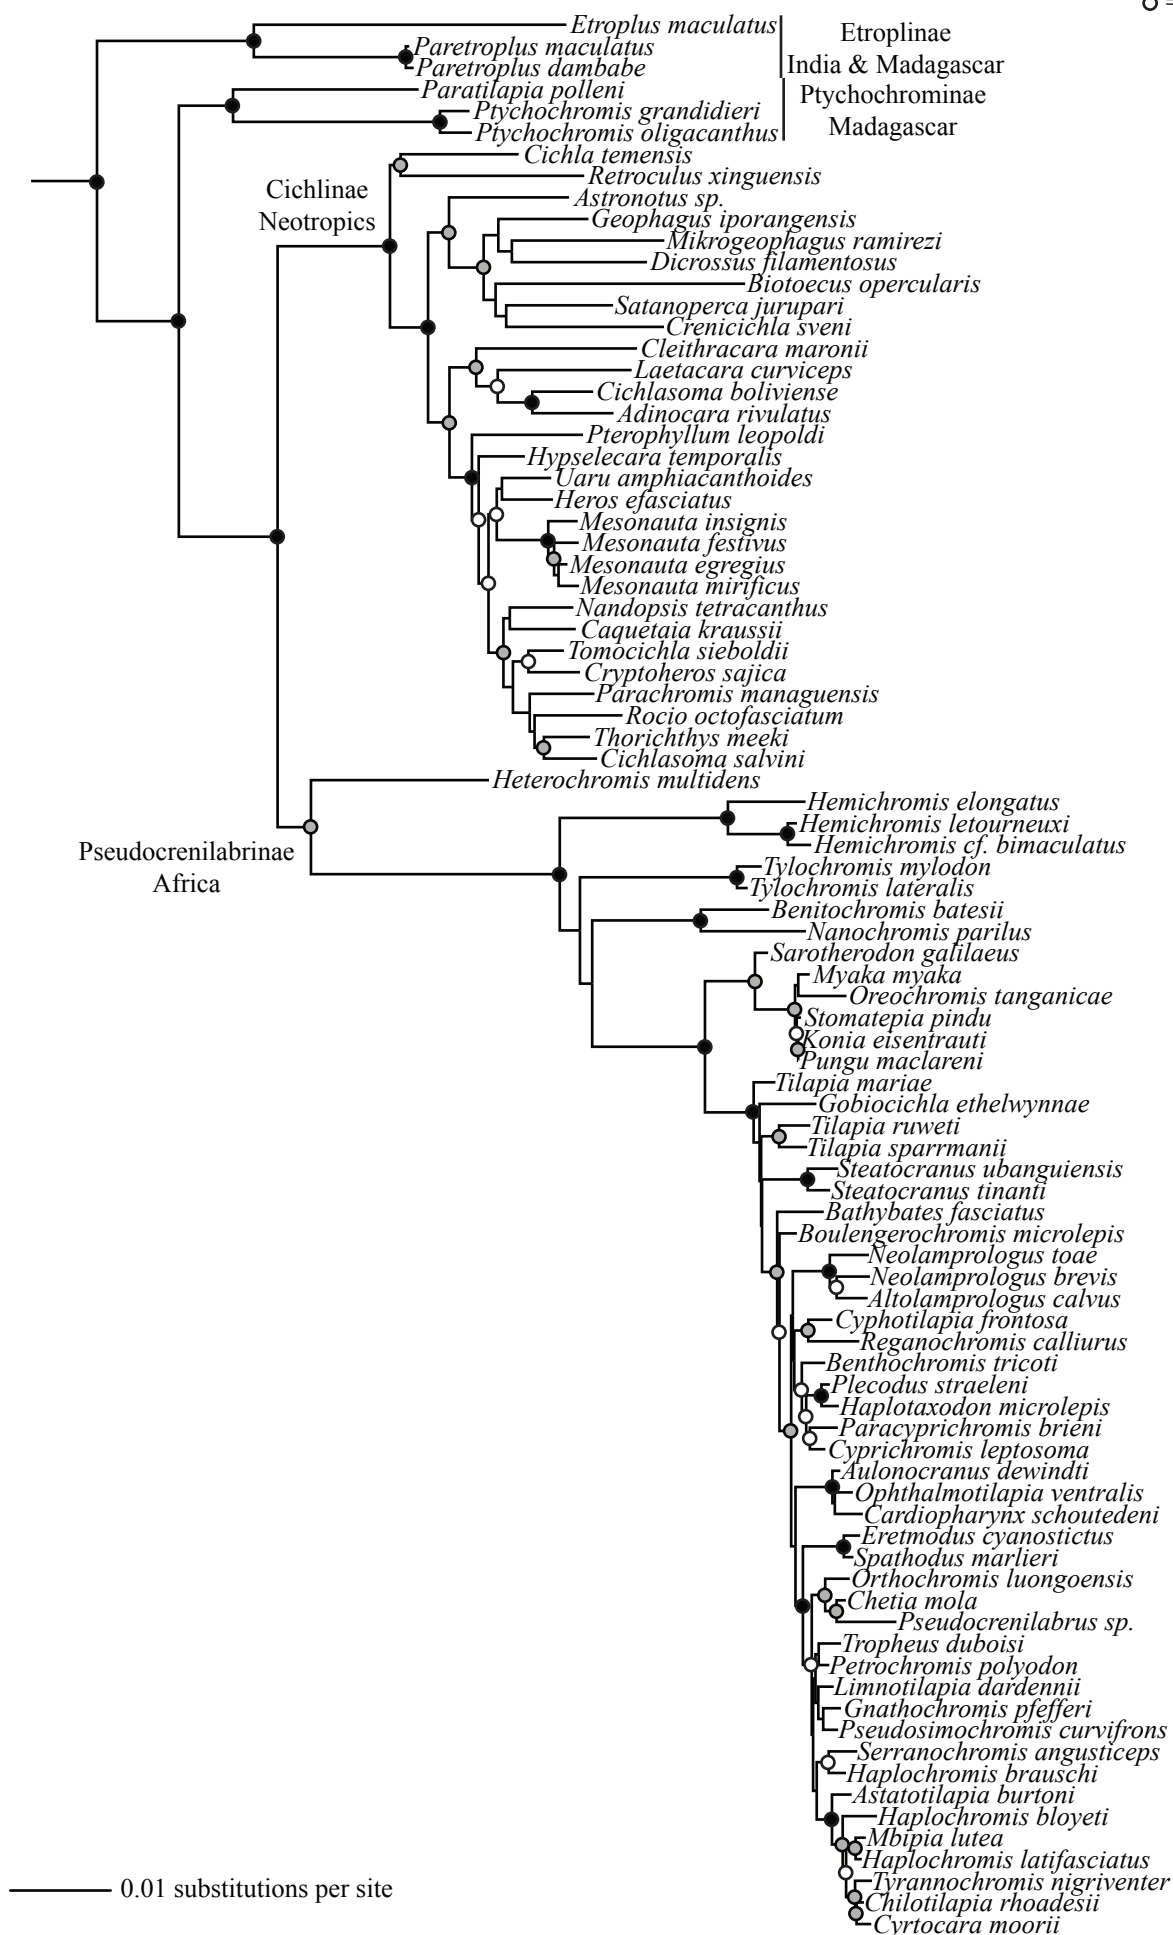 Etroplus maculatus
Paretroplus maculatus
Paretroplus dambabe
Etroplinae
India & Madagascar
Paratilapia polleni
Ptychochromis grandidieri
Ptychochromis oligacanthus
Ptychochrominae
Madagascar
Cichlinae
Neotropics
Cichla temensis
Retroculus xinguensis
Astronotus sp.
Geophagus iporangensis
Mikrogeophagus ramirezi
Dicrossus filamentosus
Biotoecus opercularis
Satanoperca jurupari
Crenicichla sveni
Cleithracara maronii
Laetacara curviceps
Cichlasoma boliviense
Adinocara rivulatus
Pterophyllum leopoldi
Hypselecara temporalis
Uaru amphiacanthoides
Heros efasciatus
Mesonauta insignis
Mesonauta festivus
Mesonauta egregius
Mesonauta mirificus
Nandopsis tetracanthus
Caquetaia kraussii
Tomocichla sieboldii
Cryptoheros sajica
Parachromis managuensis
Rocio octofasciatum
Thorichthys meeki
Cichlasoma salvini
Heterochromis multidens
Pseudocrenilabrinae
Africa
Hemichromis elongatus
Hemichromis letourneuxi
Hemichromis cf. bimaculatus
Tylochromis mylodon
Tylochromis lateralis
Benitochromis batesii
Nanochromis parilus
Sarotherodon galilaeus
Myaka myaka
Oreochromis tanganicae
Stomatepia pindu
Konia eisentrauti
Pungu maclareni
Tilapia mariae
Gobiocichla ethelwynnae
Tilapia ruweti
Tilapia sparrmanii
Steatocranus ubanguiensis
Steatocranus tinanti
Bathybates fasciatus
Boulengerochromis microlepis
Neolamprologus toae
Neolamprologus brevis
Altolamprologus calvus
Cyphotilapia frontosa
Reganochromis calliurus
Benthochromis tricoti
Plecodus straeleni
Haplotaxodon microlepis
Paracyprichromis brieni
Cyprichromis leptosoma
Aulonocranus dewindti
Ophthalmotilapia ventralis
Cardiopharynx schoutedeni
Eretmodus cyanostictus
Spathodus marlieri
Orthochromis luongoensis
Chetia mola
Pseudocrenilabrus sp.
Tropheus duboisi
Petrochromis polyodon
Limnotilapia dardennii
Gnathochromis pfefferi
Pseudosimochromis curvifrons
Serranochromis angusticeps
Haplochromis brauschi
Astatotilapia burtoni
Haplochromis bloyeti
Mbipia lutea
Haplochromis latifasciatus
Tyrannochromis nigriventer
Chilotilapia rhoadesii
Cyrtocara moorii
0.01 substitutions per site